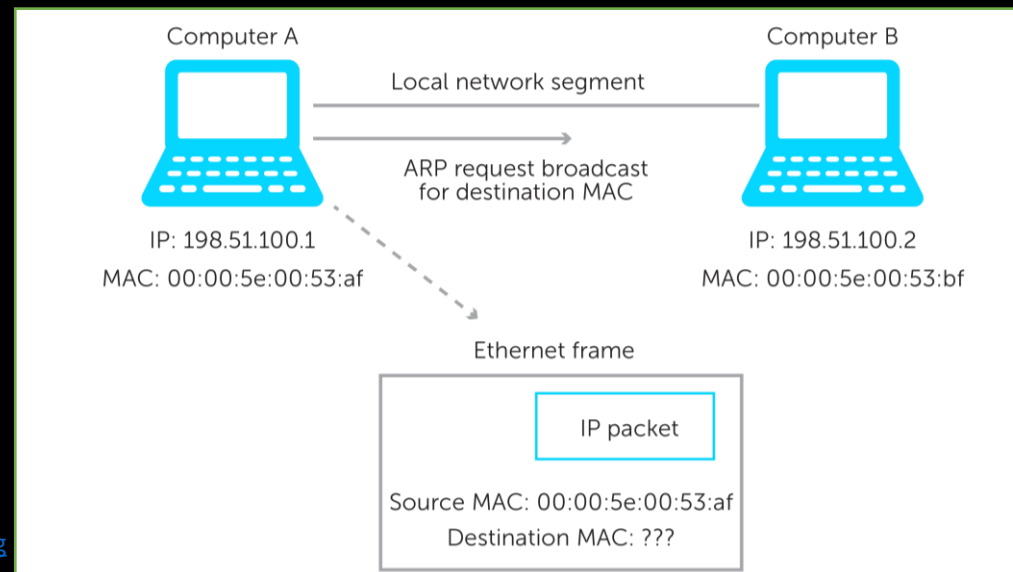 Computer A
Computer B
Local network segment
ARP request broadcast
for destination MAC
IP: 198.51.100.1
MAC: 00:00:5e:00:53:af
IP: 198.51.100.2
MAC: 00:00:5e:00:53:bf
Ethernet frame
IP packet
Source MAC: 00:00:5e:00:53:af
Destination MAC: ???
g